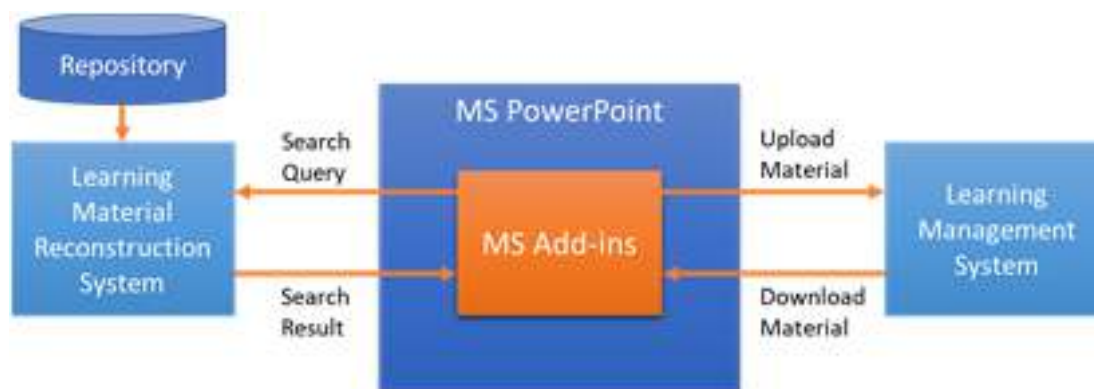 Repository
MS PowerPoint
Search
Query
Upload
Material
Learning
Material
Reconstruction
System
MS Add-ins
Learning
Management
System
Search
Result
Download
Material